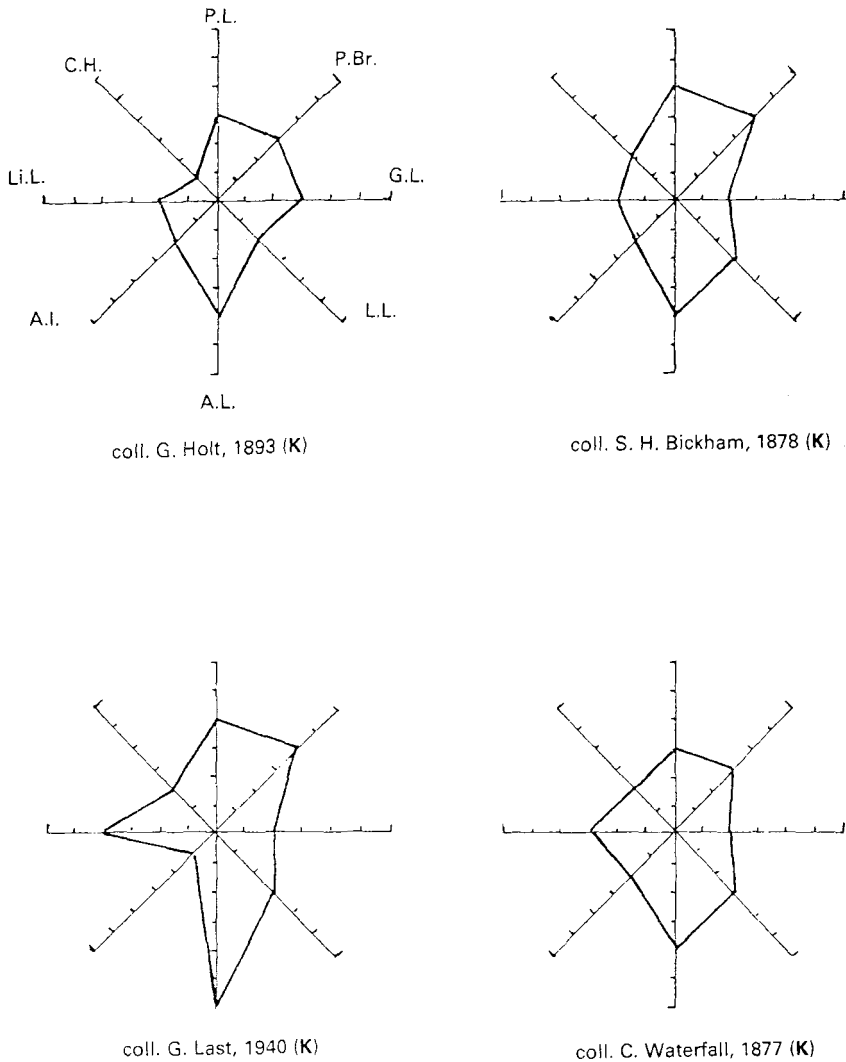 P.L.
C.H.
P.Br.
Li.L.
G.L.
A.I.
L.L.
A.L.
coll. G. Holt, 1893 (K)
coll. S. H. Bickham, 1878 (K)
coll. G. Last, 1940 (K)
coll. C. Waterfall, 1877 (K)